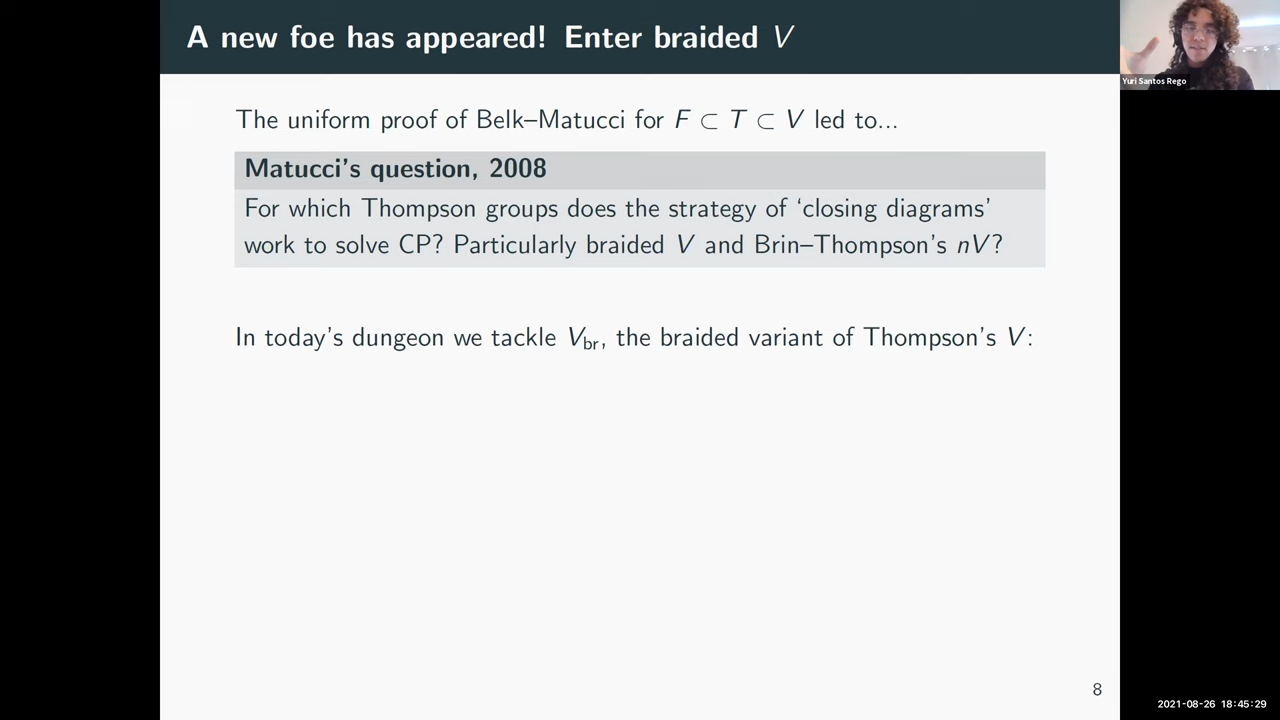 A new foe has appeared! Enter braided V
Yuri Santos Rego
The uniform proof of Belk–Matucci for F ⊂ T ⊂ V led to...
Matucci's question, 2008
For which Thompson groups does the strategy of ‘closing diagrams’
work to solve CP? Particularly braided V and Brin–Thompson's nV?
In today's dungeon we tackle V_br, the braided variant of Thompson's V:
8
2021-08-26 18:45:29